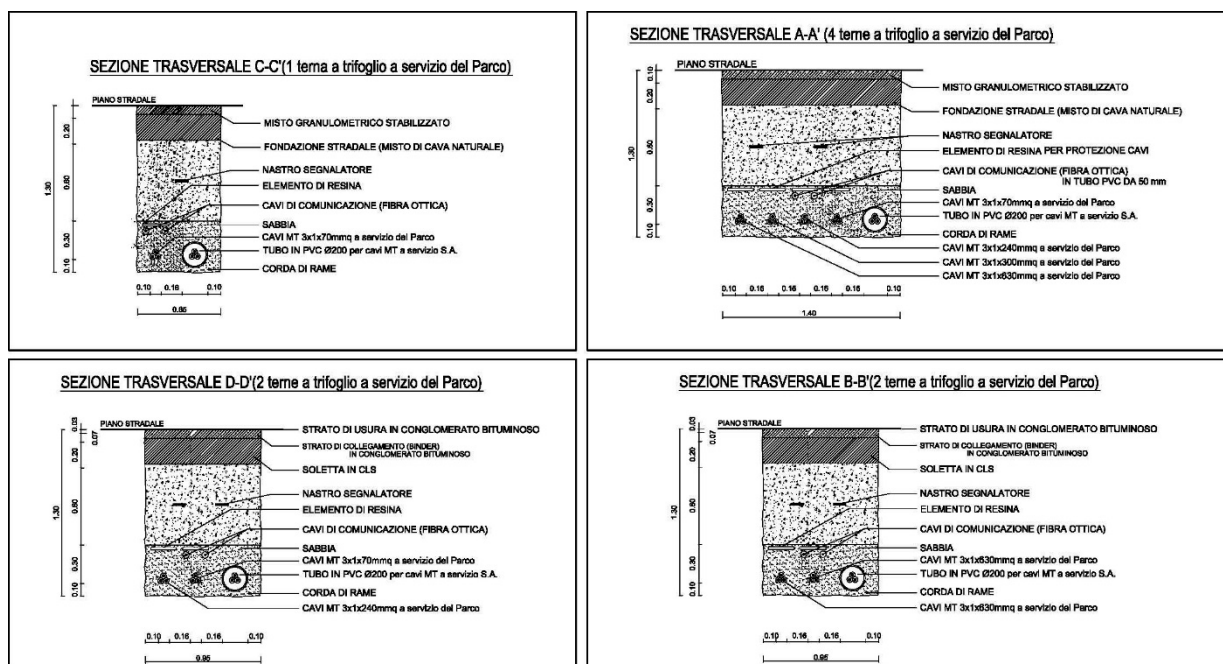 SEZIONE TRASVERSALE C-C'(1 terna a trifoglio a servizio del Parco)
PIANO STRADALE
MISTO GRANULOMETRICO STABILIZZATO
FONDAZIONE STRADALE (MISTO DI CAVA NATURALE)
NASTRO SEGNALATORE
ELEMENTO DI RESINA
CAVI DI COMUNICAZIONE (FIBRA OTTICA)
SABBIA
CAVI MT 3x1x70mmq a servizio del Parco
TUBO IN PVC Ø200 per cavi MT a servizio S.A.
CORDA DI RAME
1.30
0.20
0.60
0.30
0.10
0.10 0.16 0.10
0.65
SEZIONE TRASVERSALE A-A' (4 terne a trifoglio a servizio del Parco)
PIANO STRADALE
MISTO GRANULOMETRICO STABILIZZATO
FONDAZIONE STRADALE (MISTO DI CAVA NATURALE)
NASTRO SEGNALATORE
ELEMENTO DI RESINA PER PROTEZIONE CAVI
CAVI DI COMUNICAZIONE (FIBRA OTTICA)
IN TUBO PVC DA 50 mm
SABBIA
CAVI MT 3x1x70mmq a servizio del Parco
TUBO IN PVC Ø200 per cavi MT a servizio S.A.
CORDA DI RAME
CAVI MT 3x1x240mmq a servizio del Parco
CAVI MT 3x1x300mmq a servizio del Parco
CAVI MT 3x1x630mmq a servizio del Parco
1.30
0.10
0.20
0.60
0.30
0.10
0.10 0.16 0.16 0.16 0.16 0.10
1.40
SEZIONE TRASVERSALE D-D'(2 terne a trifoglio a servizio del Parco)
PIANO STRADALE
STRATO DI USURA IN CONGLOMERATO BITUMINOSO
STRATO DI COLLEGAMENTO (BINDER)
IN CONGLOMERATO BITUMINOSO
SOLETTA IN CLS
NASTRO SEGNALATORE
ELEMENTO DI RESINA
CAVI DI COMUNICAZIONE (FIBRA OTTICA)
SABBIA
CAVI MT 3x1x70mmq a servizio del Parco
TUBO IN PVC Ø200 per cavi MT a servizio S.A.
CORDA DI RAME
CAVI MT 3x1x240mmq a servizio del Parco
1.30
0.03
0.07
0.20
0.60
0.30
0.10
0.10 0.16 0.16 0.10
0.95
SEZIONE TRASVERSALE B-B'(2 terne a trifoglio a servizio del Parco)
PIANO STRADALE
STRATO DI USURA IN CONGLOMERATO BITUMINOSO
STRATO DI COLLEGAMENTO (BINDER)
IN CONGLOMERATO BITUMINOSO
SOLETTA IN CLS
NASTRO SEGNALATORE
ELEMENTO DI RESINA
CAVI DI COMUNICAZIONE (FIBRA OTTICA)
SABBIA
CAVI MT 3x1x630mmq a servizio del Parco
TUBO IN PVC Ø200 per cavi MT a servizio S.A.
CORDA DI RAME
CAVI MT 3x1x630mmq a servizio del Parco
1.30
0.03
0.07
0.20
0.60
0.30
0.10
0.10 0.16 0.16 0.10
0.95